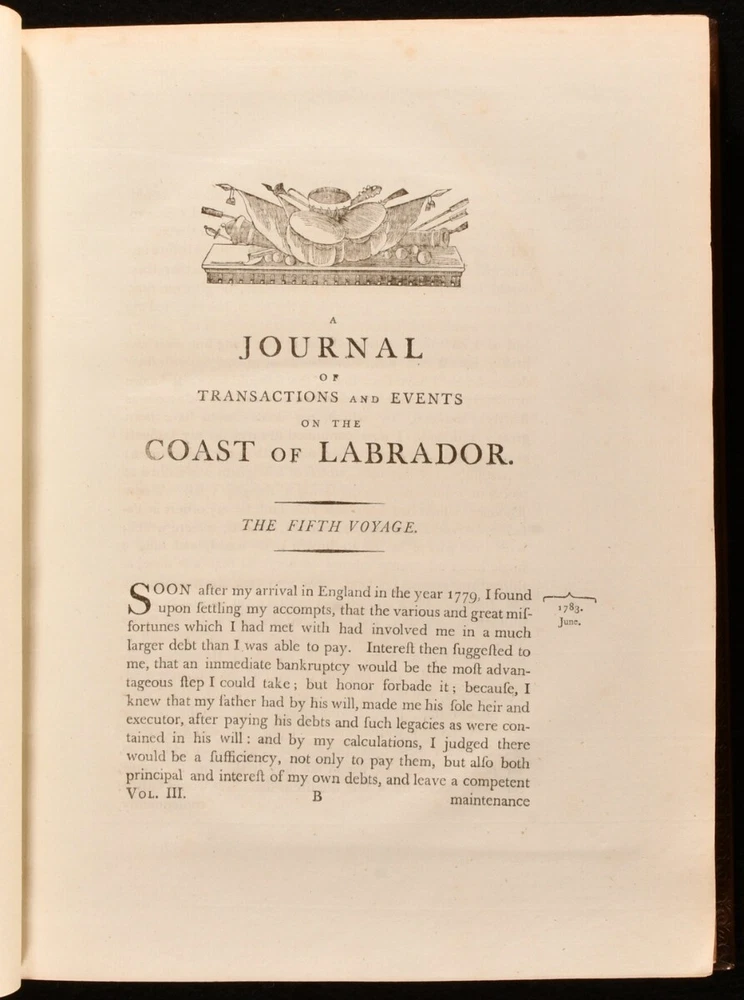 A
JOURNAL
OF
TRANSACTIONS AND EVENTS
ON THE
COAST OF LABRADOR.
THE FIFTH VOYAGE.
SOON after my arrival in England in the year 1779, I found
upon ſettling my accompts, that the various and great miſ-
fortunes which I had met with had involved me in a much
larger debt than I was able to pay. Intereſt then ſuggeſted to
me, that an immediate bankruptcy would be the moſt advan-
tageous ſtep I could take; but honor forbade it; becauſe, I
knew that my father had by his will, made me his ſole heir and
executor, after paying his debts and ſuch legacies as were con-
tained in his will: and by my calculations, I judged there
would be a ſufficiency, not only to pay them, but alſo both
principal and intereſt of my own debts, and leave a competent
VOL. III. B maintenance
1783.
June.